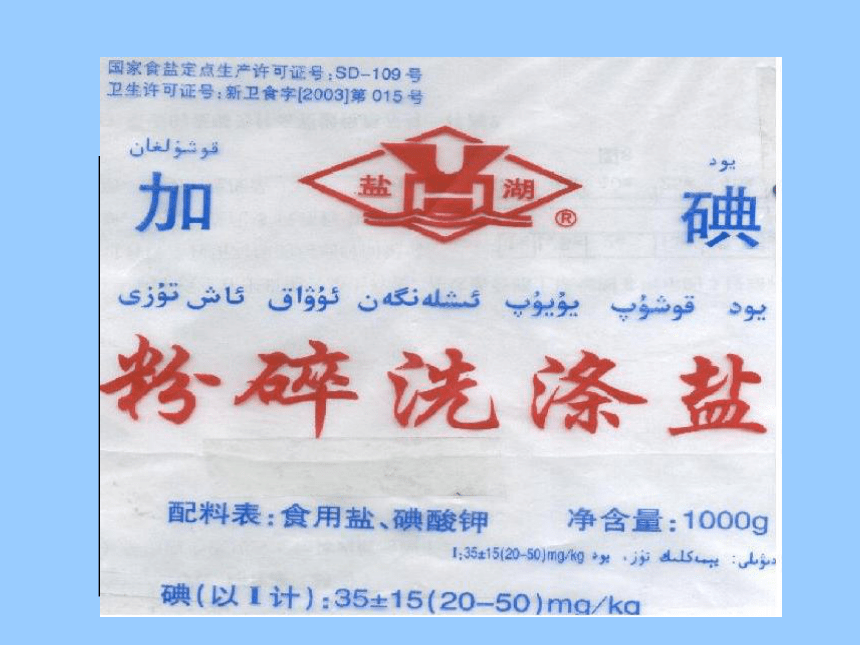 国家食盐定点生产许可证号:SD-109号
卫生许可证号:新卫食字[2003]第015号
قوشۇلغان
يود
加 碘
盐 湖 ®
يود قوشۇپ يۇيۇپ ئىشلەنگەن ئۇۋاق ئاش تۇزى
粉碎洗涤盐
配料表:食用盐、碘酸钾 净含量:1000g
يېمەكلىك تۇز، يود I:35±15(20-50)mg/kg
碘(以I计):35±15(20-50)mg/kg